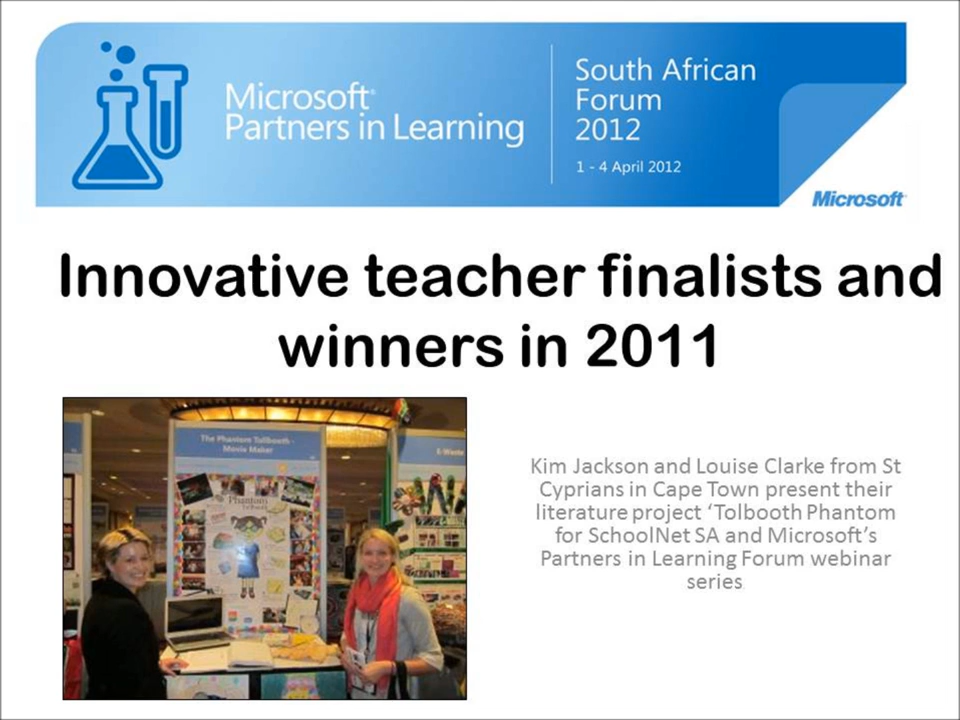 Microsoft®
Partners in Learning
South African
Forum
2012
1 - 4 April 2012
Microsoft
Innovative teacher finalists and
winners in 2011
The Phantom Tollbooth -
Movie Maker
E-Waste
Phantom
Kim Jackson and Louise Clarke from St
Cyprians in Cape Town present their
literature project ‘Tolbooth Phantom
for SchoolNet SA and Microsoft’s
Partners in Learning Forum webinar
series